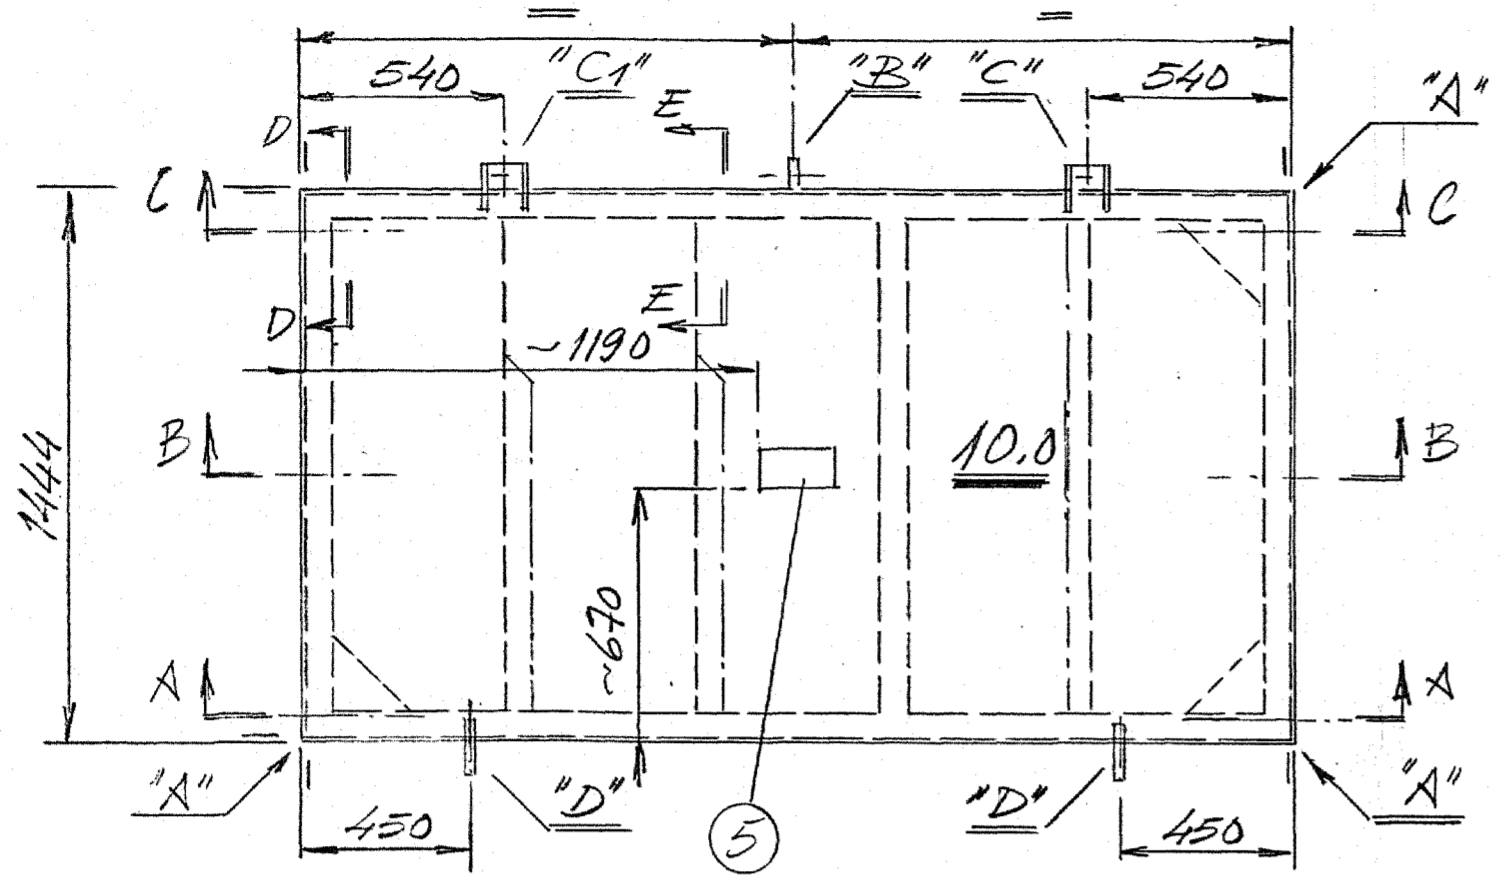 = =
540 "C1" "B" "C" 540 "A"
D E
C C
D E
~1190
1444 B 10.0 B
~670
A A
"A" "D" "D" "A"
450 5 450